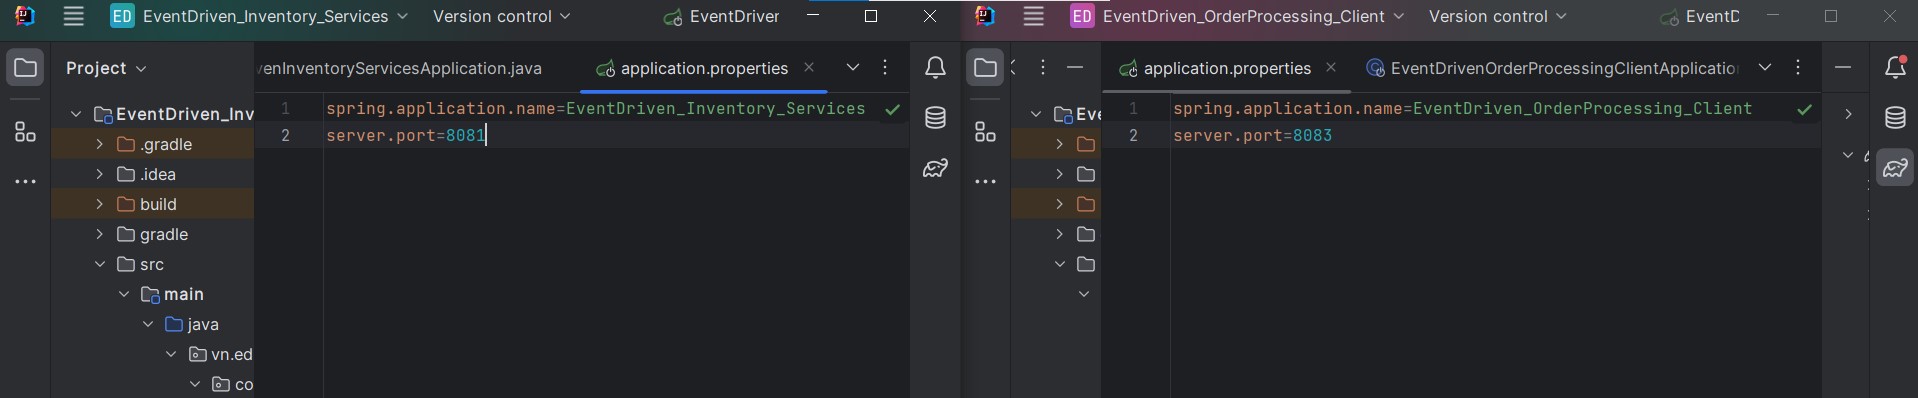 ED EventDriven_Inventory_Services Version control EventDriver
Project
venInventoryServicesApplication.java application.properties
EventDriven_Inv
.gradle
.idea
build
gradle
src
main
java
vn.ed
co
1 spring.application.name=EventDriven_Inventory_Services
2 server.port=8081
ED EventDriven_OrderProcessing_Client Version control EventD
application.properties EventDrivenOrderProcessingClientApplication
Eve
1 spring.application.name=EventDriven_OrderProcessing_Client
2 server.port=8083